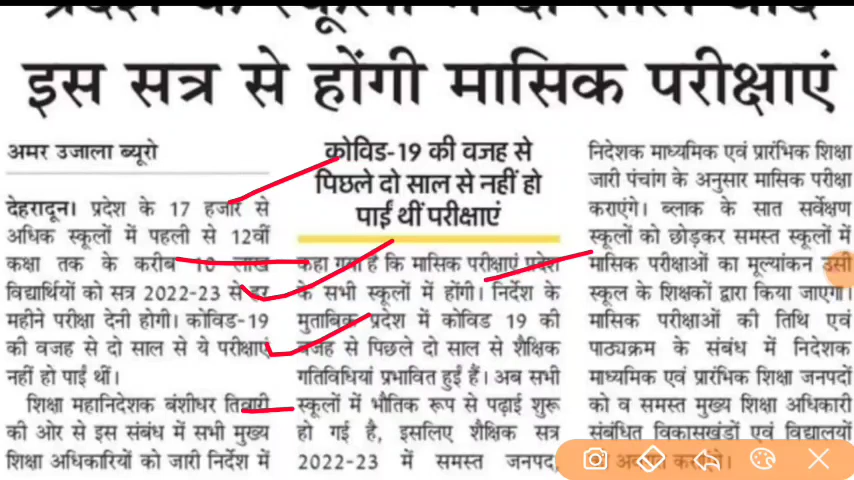 इस सत्र से होंगी मासिक परीक्षाएं
अमर उजाला ब्यूरो
देहरादून। प्रदेश के 17 हजार से
अधिक स्कूलों में पहली से 12वीं
कक्षा तक के करीब 10 लाख
विद्यार्थियों को सत्र 2022-23 से हर
महीने परीक्षा देनी होगी। कोविड-19
की वजह से दो साल से ये परीक्षाएं
नहीं हो पाई थीं।
शिक्षा महानिदेशक बंशीधर तिवारी
की ओर से इस संबंध में सभी मुख्य
शिक्षा अधिकारियों को जारी निर्देश में
कोविड-19 की वजह से
पिछले दो साल से नहीं हो
पाईं थीं परीक्षाएं
कहा गया है कि मासिक परीक्षाएं प्रदेश
के सभी स्कूलों में होंगी। निर्देश के
मुताबिक प्रदेश में कोविड 19 की
वजह से पिछले दो साल से शैक्षिक
गतिविधियां प्रभावित हुई हैं। अब सभी
स्कूलों में भौतिक रूप से पढ़ाई शुरू
हो गई है, इसलिए शैक्षिक सत्र
2022-23 में समस्त जनपद
निदेशक माध्यमिक एवं प्रारंभिक शिक्षा
जारी पंचांग के अनुसार मासिक परीक्षा
कराएंगे। ब्लाक के सात सर्वेक्षण
स्कूलों को छोड़कर समस्त स्कूलों में
मासिक परीक्षाओं का मूल्यांकन उसी
स्कूल के शिक्षकों द्वारा किया जाएगा।
मासिक परीक्षाओं की तिथि एवं
पाठ्यक्रम के संबंध में निदेशक
माध्यमिक एवं प्रारंभिक शिक्षा जनपदों
को व समस्त मुख्य शिक्षा अधिकारी
संबंधित विकासखंडों एवं विद्यालयों